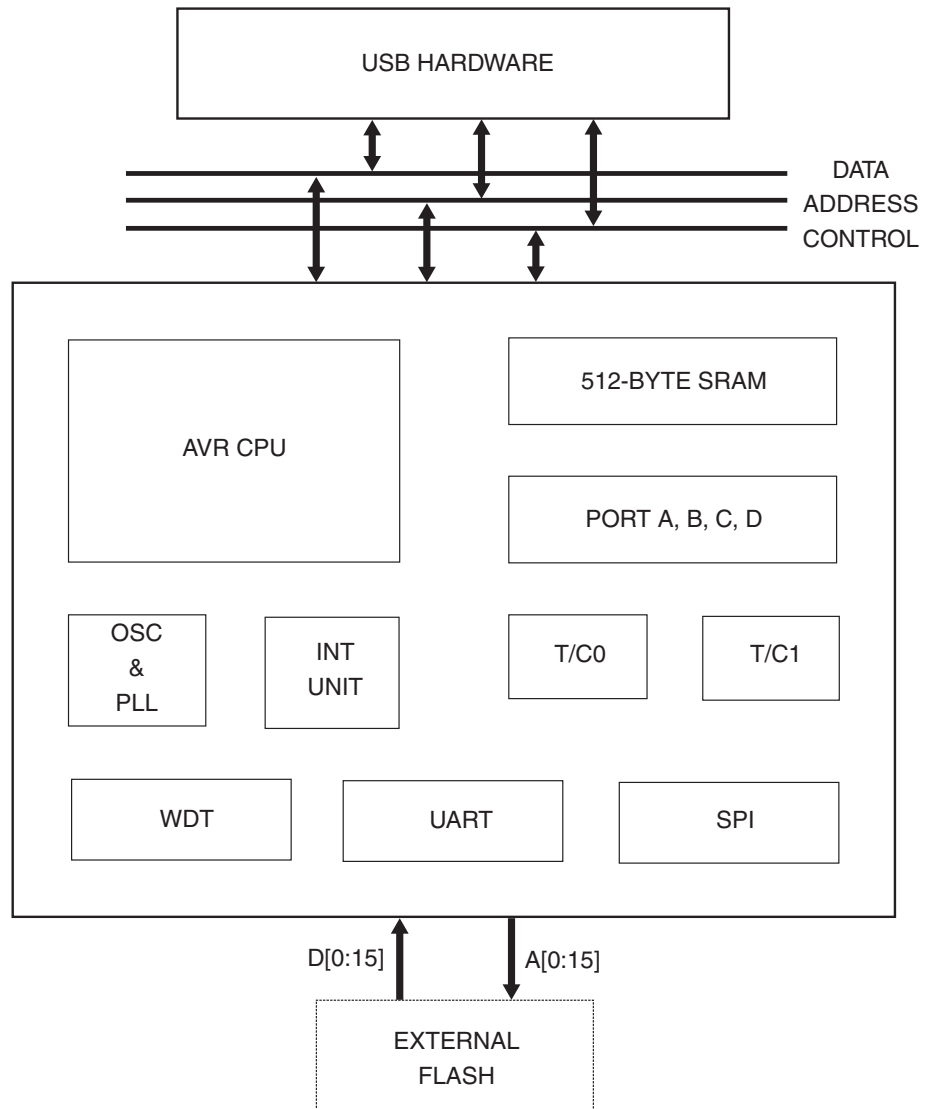 USB HARDWARE
DATA
ADDRESS
CONTROL
AVR CPU
512-BYTE SRAM
PORT A, B, C, D
OSC
&
PLL
INT
UNIT
T/C0
T/C1
WDT
UART
SPI
D[0:15]
A[0:15]
EXTERNAL
FLASH